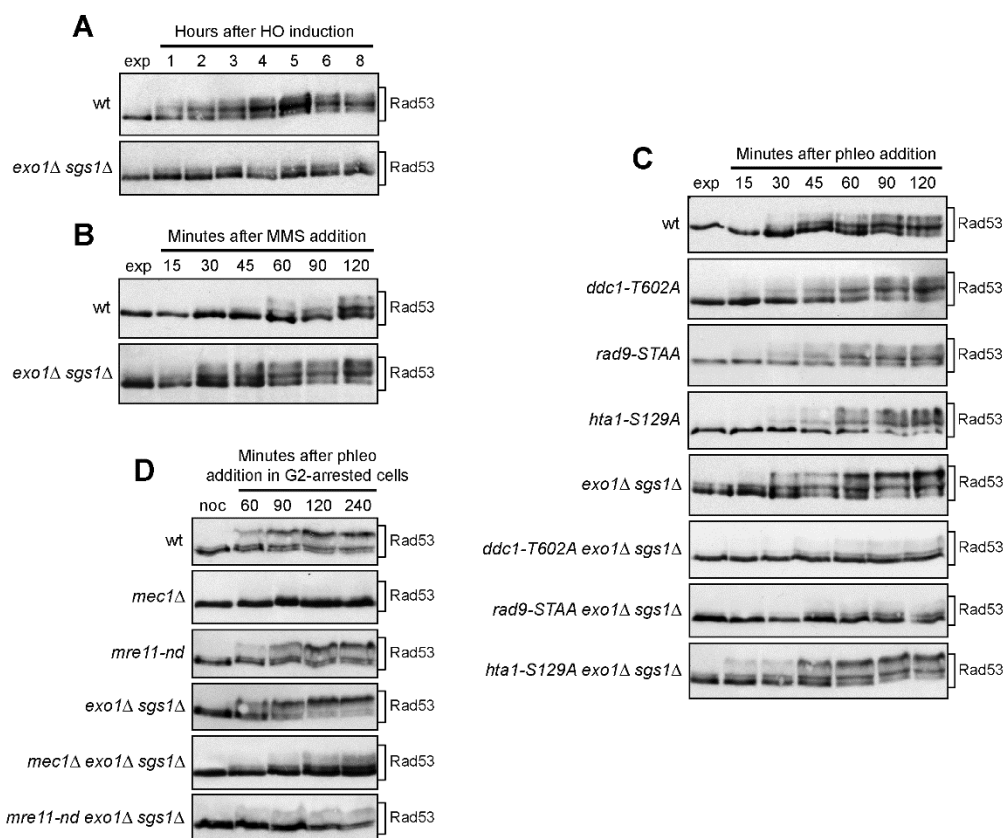 A
Hours after HO induction
exp 1 2 3 4 5 6 8
wt Rad53
exo1Δ sgs1Δ Rad53
B
Minutes after MMS addition
exp 15 30 45 60 90 120
wt Rad53
exo1Δ sgs1Δ Rad53
C
Minutes after phleo addition
exp 15 30 45 60 90 120
wt Rad53
ddc1-T602A Rad53
rad9-STAA Rad53
hta1-S129A Rad53
exo1Δ sgs1Δ Rad53
ddc1-T602A exo1Δ sgs1Δ Rad53
rad9-STAA exo1Δ sgs1Δ Rad53
hta1-S129A exo1Δ sgs1Δ Rad53
D
Minutes after phleo
addition in G2-arrested cells
noc 60 90 120 240
wt Rad53
mec1Δ Rad53
mre11-nd Rad53
exo1Δ sgs1Δ Rad53
mec1Δ exo1Δ sgs1Δ Rad53
mre11-nd exo1Δ sgs1Δ Rad53